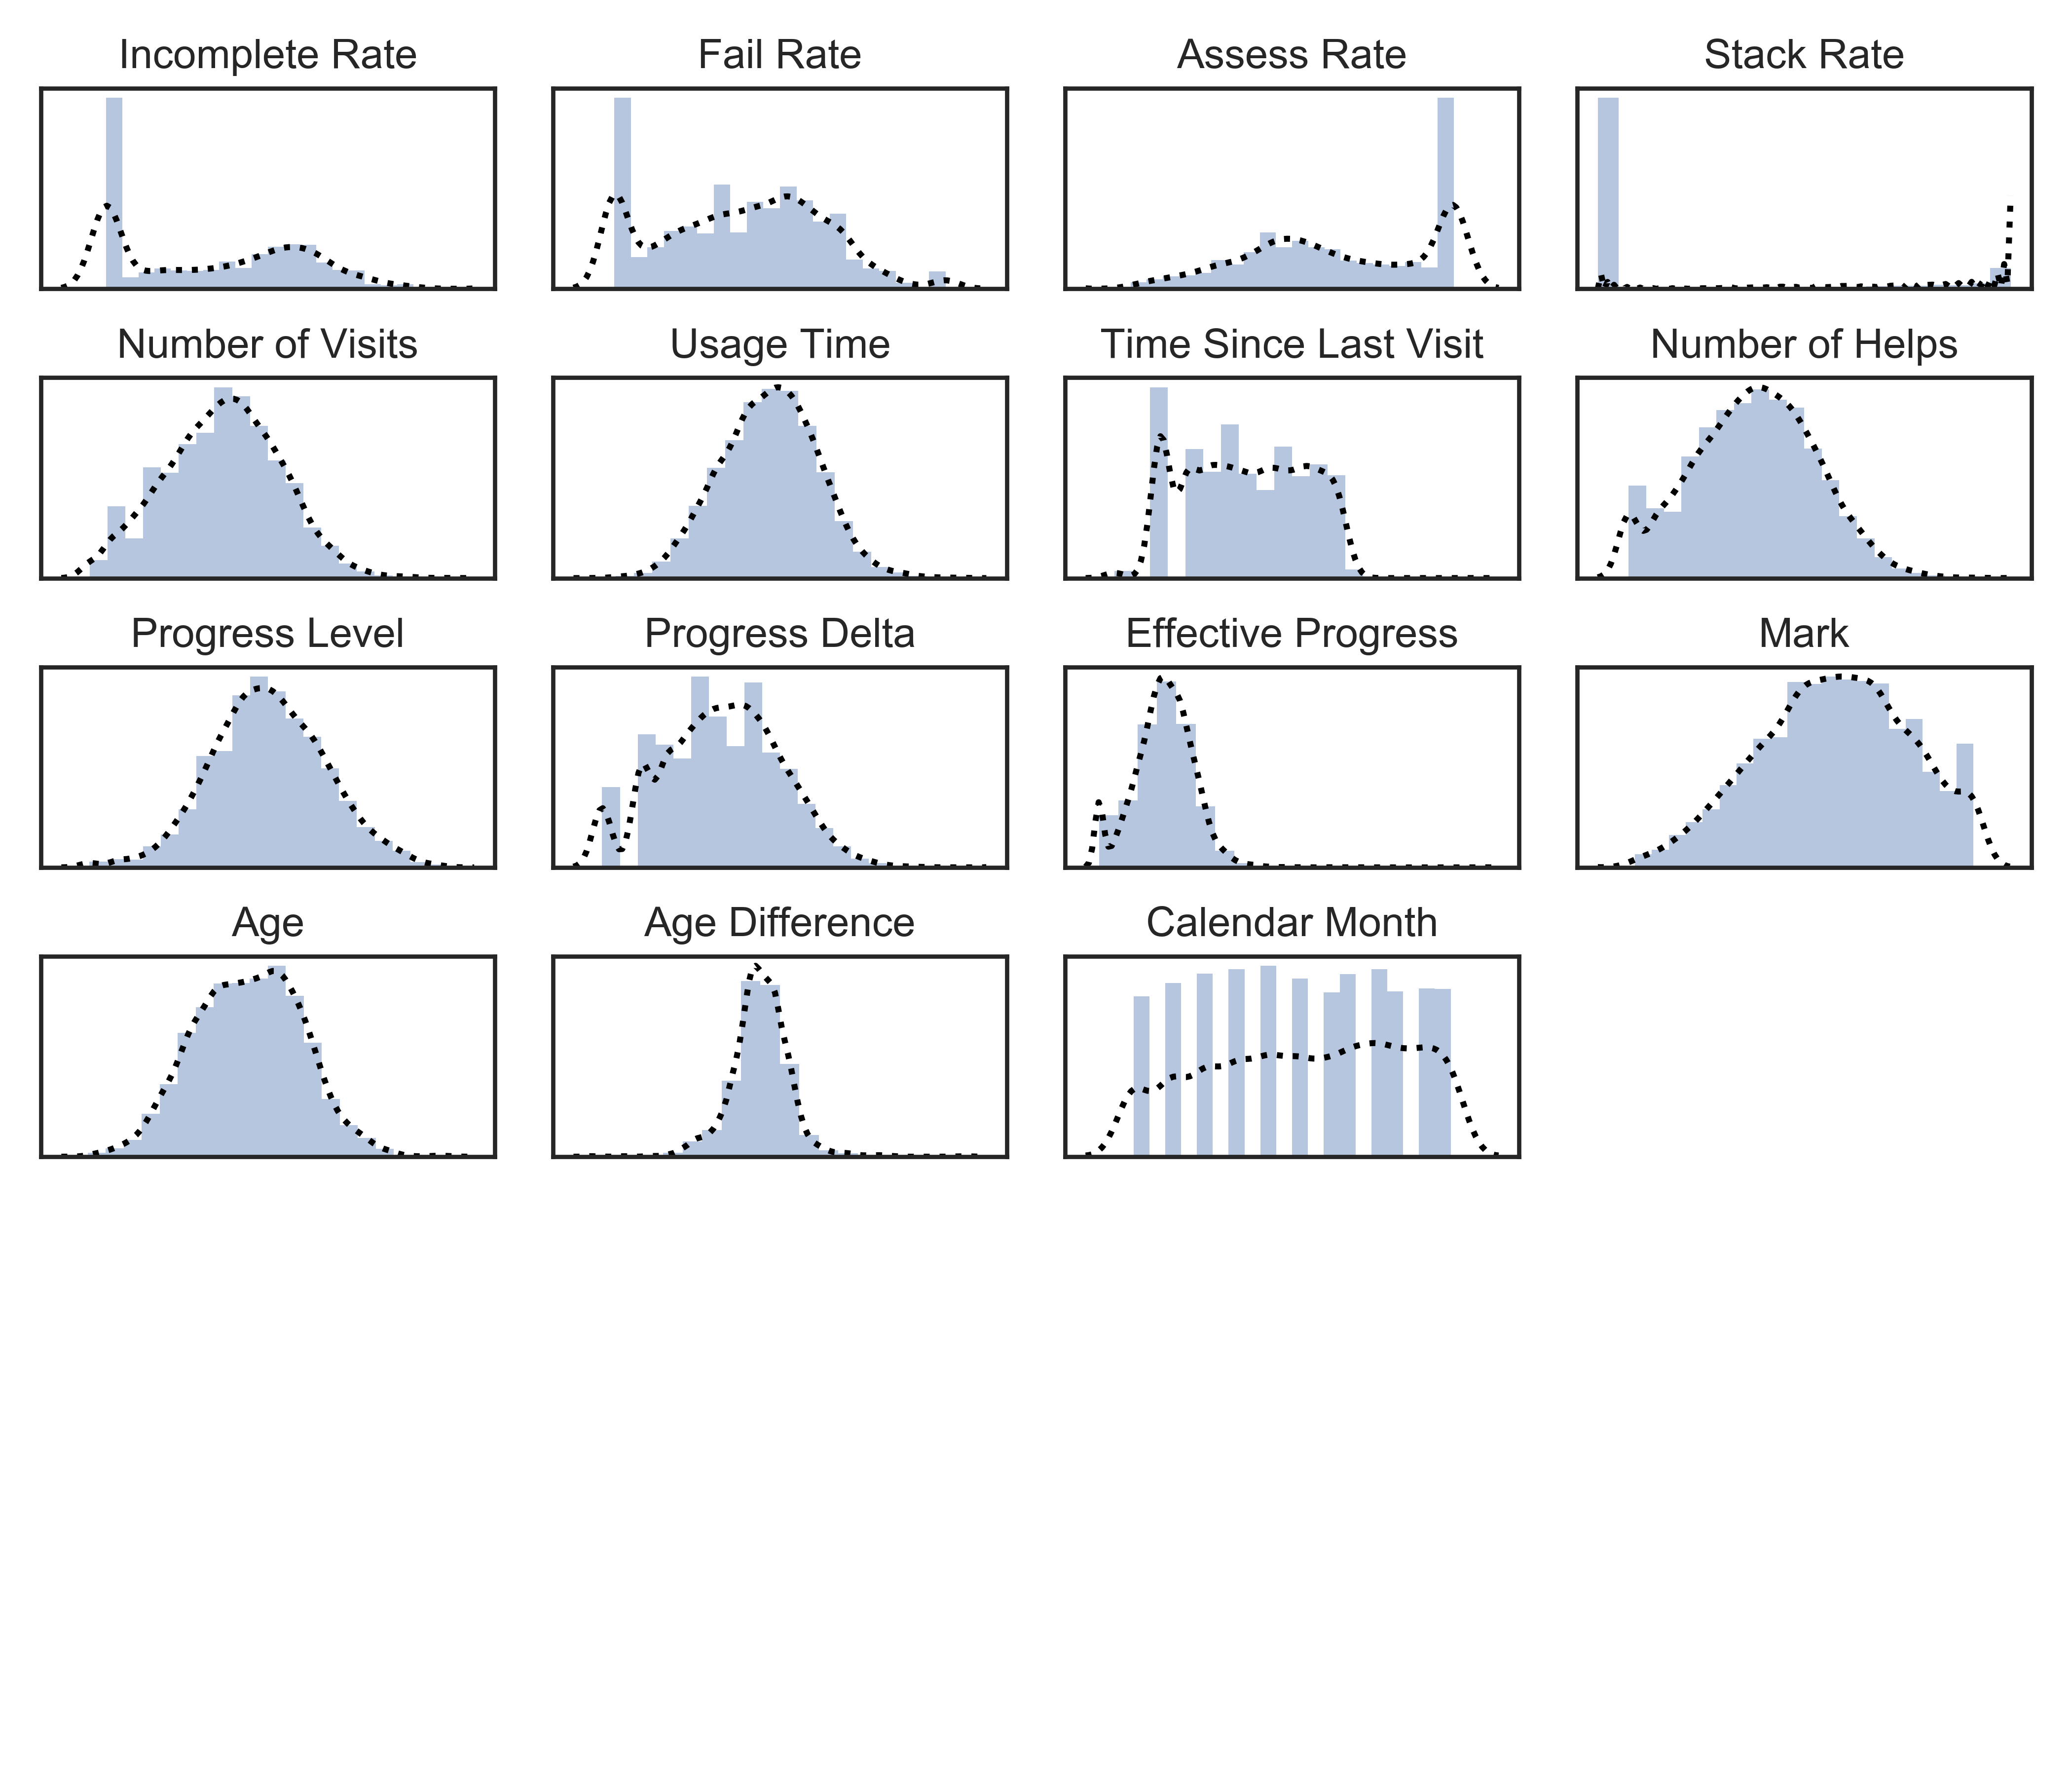 Incomplete Rate
Fail Rate
Assess Rate
Stack Rate
Number of Visits
Usage Time
Time Since Last Visit
Number of Helps
Progress Level
Progress Delta
Effective Progress
Mark
Age
Age Difference
Calendar Month